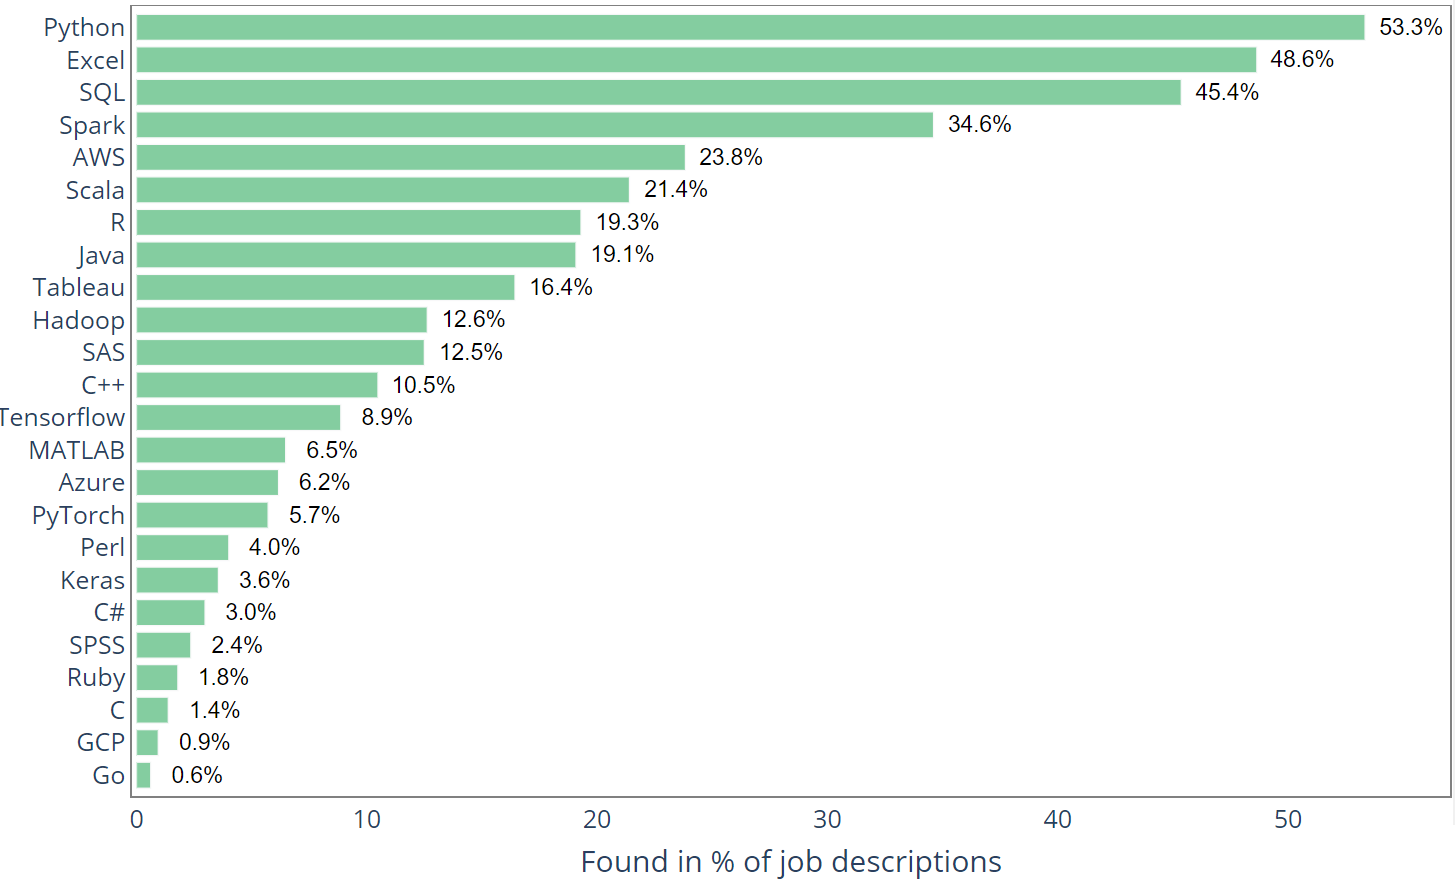 Python 53.3%
Excel 48.6%
SQL 45.4%
Spark 34.6%
AWS 23.8%
Scala 21.4%
R 19.3%
Java 19.1%
Tableau 16.4%
Hadoop 12.6%
SAS 12.5%
C++ 10.5%
Tensorflow 8.9%
MATLAB 6.5%
Azure 6.2%
PyTorch 5.7%
Perl 4.0%
Keras 3.6%
C# 3.0%
SPSS 2.4%
Ruby 1.8%
C 1.4%
GCP 0.9%
Go 0.6%
0 10 20 30 40 50
Found in % of job descriptions